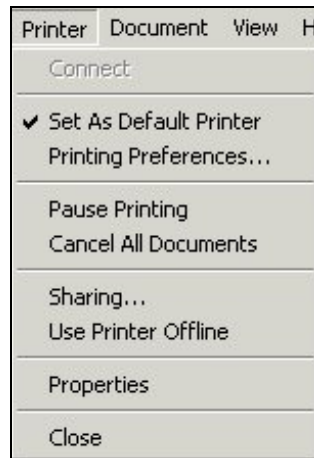 Printer Document View H
Connect
Set As Default Printer
Printing Preferences...
Pause Printing
Cancel All Documents
Sharing...
Use Printer Offline
Properties
Close